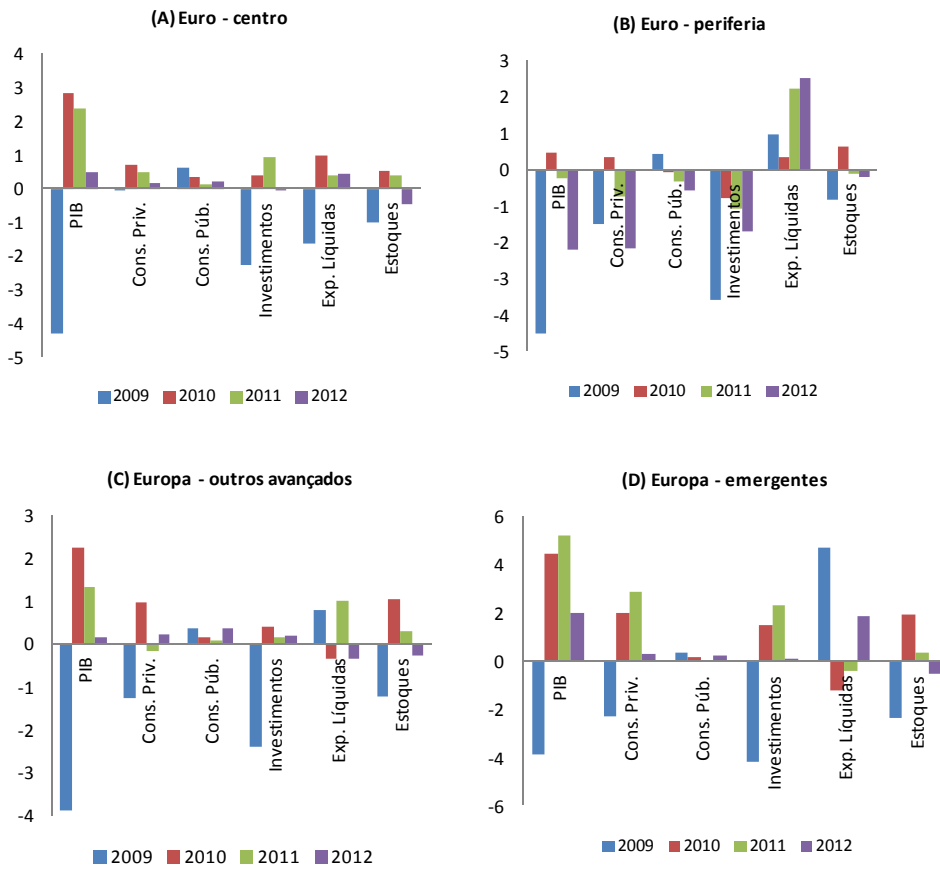 (A) Euro - centro
4
3
2
1
0
-1
-2
-3
-4
-5
PIB
Cons. Priv.
Cons. Púb.
Investimentos
Exp. Líquidas
Estoques
2009 2010 2011 2012
(B) Euro - periferia
3
2
1
0
-1
-2
-3
-4
-5
PIB
Cons. Priv.
Cons. Púb.
Investimentos
Exp. Líquidas
Estoques
2009 2010 2011 2012
(C) Europa - outros avançados
3
2
1
0
-1
-2
-3
-4
PIB
Cons. Priv.
Cons. Púb.
Investimentos
Exp. Líquidas
Estoques
2009 2010 2011 2012
(D) Europa - emergentes
6
4
2
0
-2
-4
-6
PIB
Cons. Priv.
Cons. Púb.
Investimentos
Exp. Líquidas
Estoques
2009 2010 2011 2012